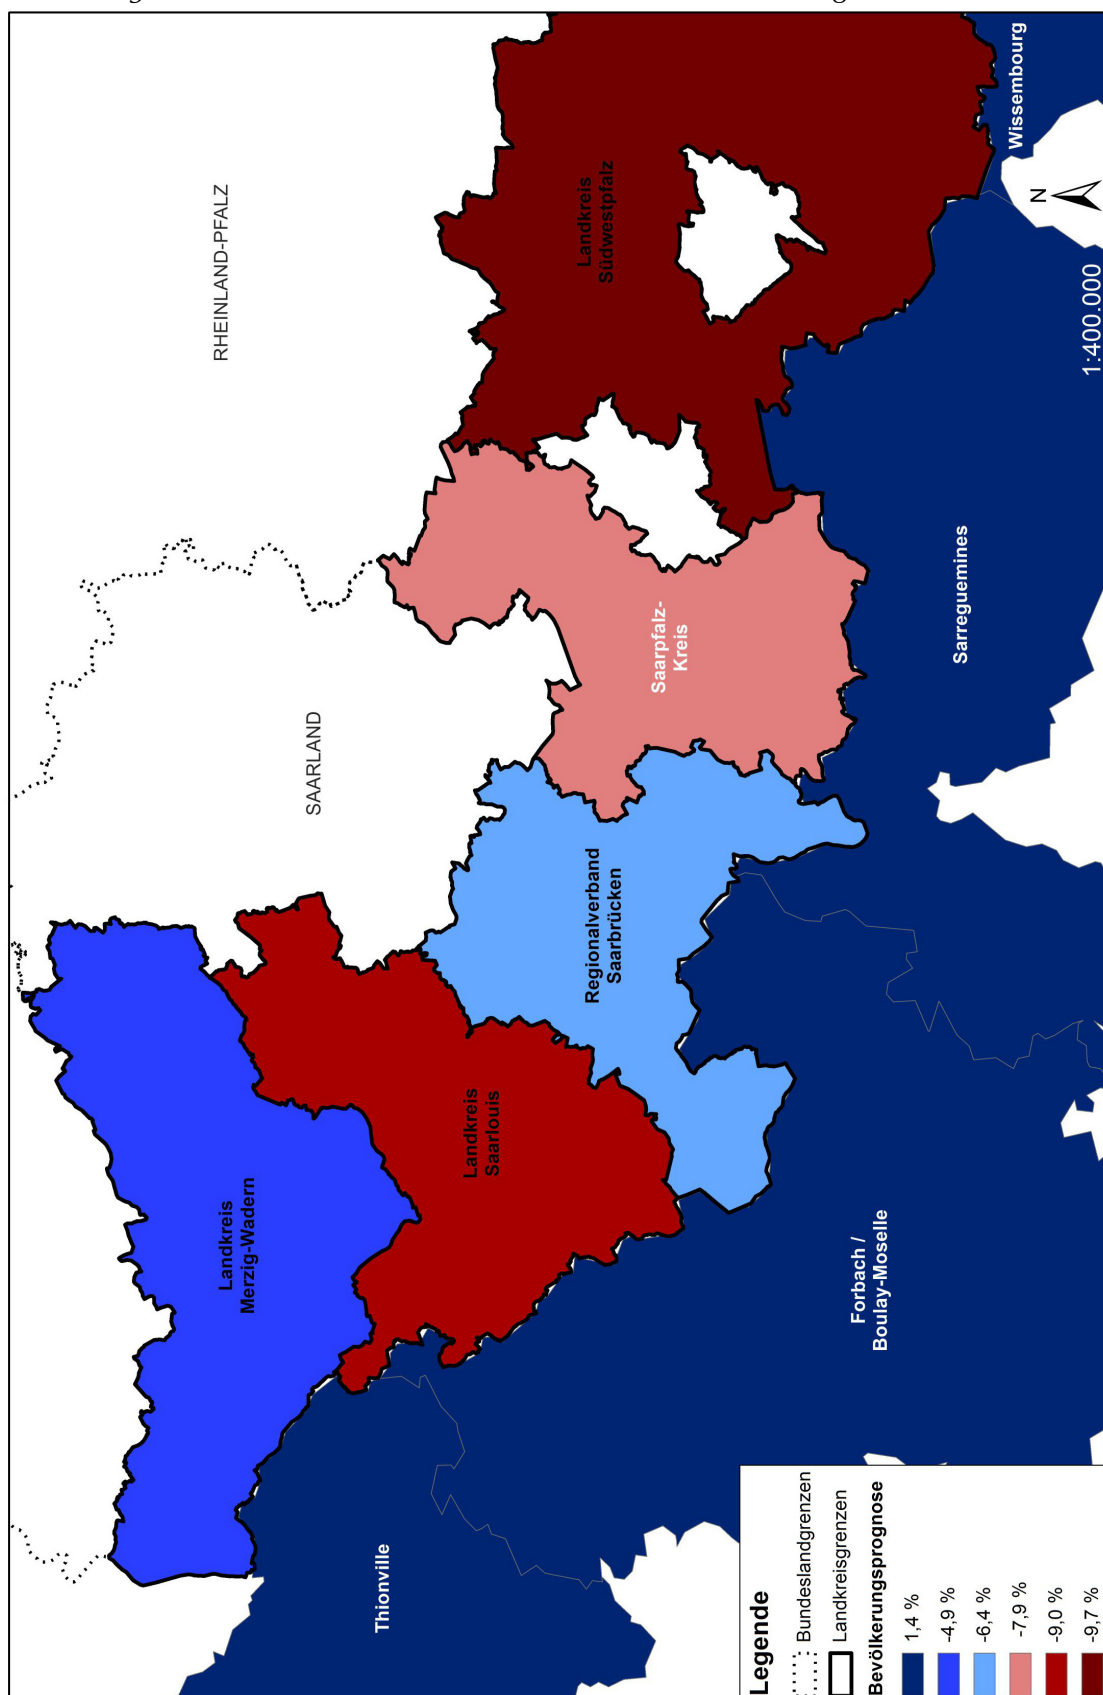 RHEINLAND-PFALZ
SAARLAND
Landkreis
Südwestpfalz
Wissembourg
N
1:400.000
Saarpfalz-
Kreis
Sarreguemines
Regionalverband
Saarbrücken
Landkreis
Saarlouis
Landkreis
Merzig-Wadern
Forbach /
Boulay-Moselle
Thionville
Legende
Bundeslandgrenzen
Landkreisgrenzen
Bevölkerungsprognose
1,4 %
-4,9 %
-6,4 %
-7,9 %
-9,0 %
-9,7 %